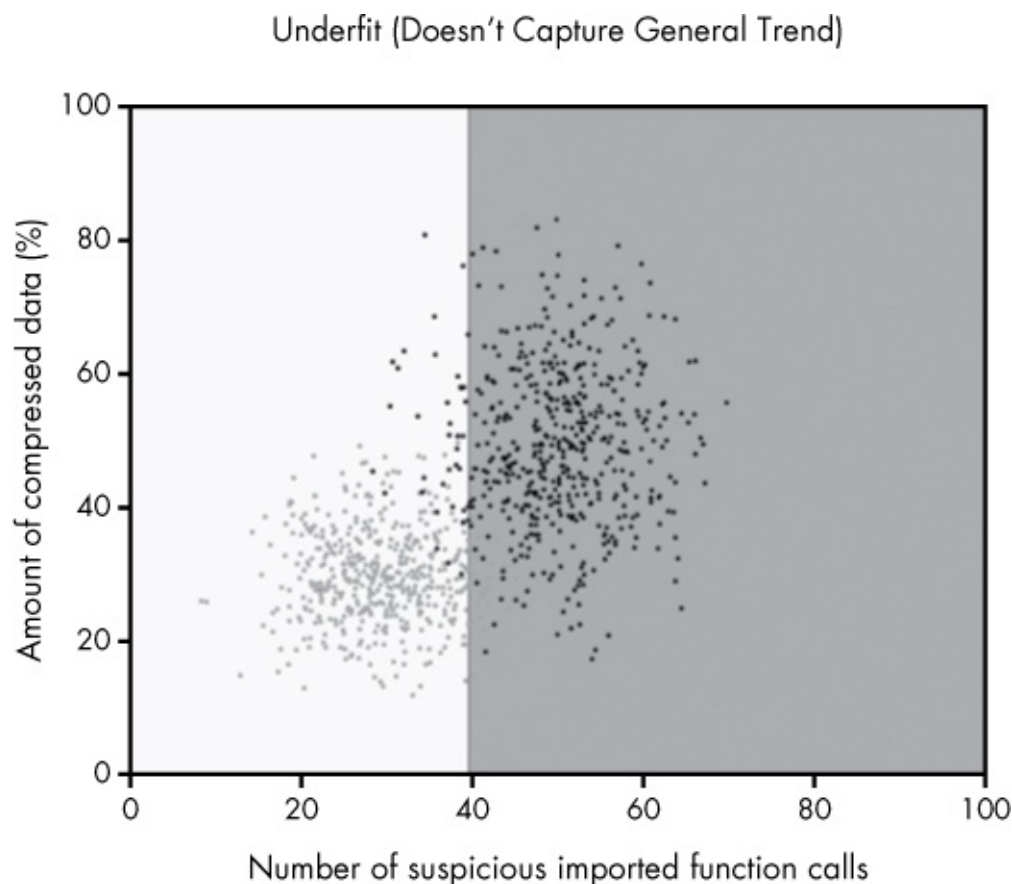 Underfit (Doesn't Capture General Trend)
100
80
60
40
20
0
Amount of compressed data (%)
0 20 40 60 80 100
Number of suspicious imported function calls